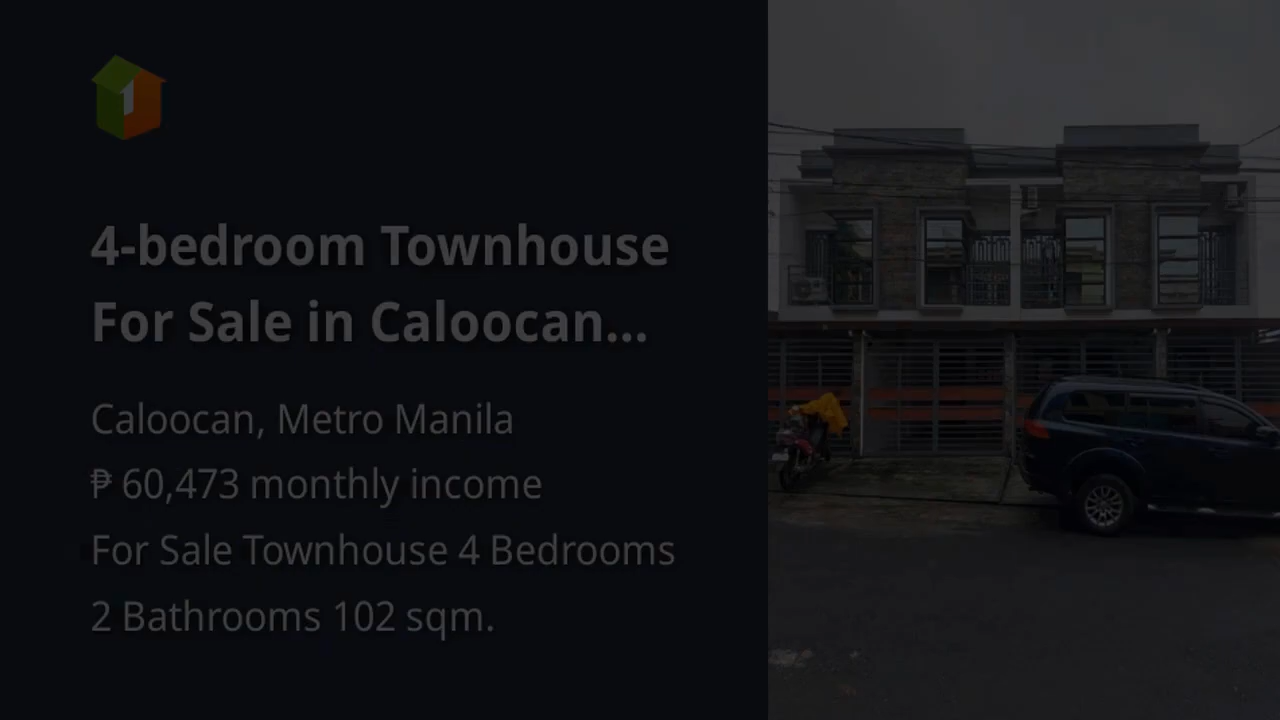 4-bedroom Townhouse
For Sale in Caloocan...
Caloocan, Metro Manila
₱ 60,473 monthly income
For Sale Townhouse 4 Bedrooms
2 Bathrooms 102 sqm.